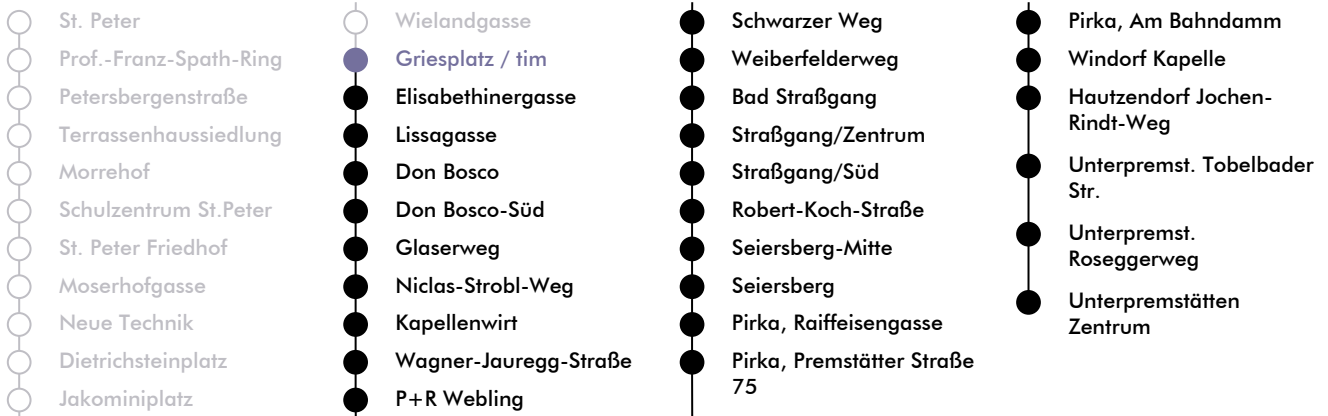 St. Peter
Prof.-Franz-Spath-Ring
Petersbergenstraße
Terrassenhaussiedlung
Morrehof
Schulzentrum St.Peter
St. Peter Friedhof
Moserhofgasse
Neue Technik
Dietrichsteinplatz
Jakominiplatz
Wielandgasse
Griesplatz / tim
Elisabethinergasse
Lissagasse
Don Bosco
Don Bosco-Süd
Glaserweg
Niclas-Strobl-Weg
Kapellenwirt
Wagner-Jauregg-Straße
P+R Webling
Schwarzer Weg
Weiberfelderweg
Bad Straßgang
Straßgang/Zentrum
Straßgang/Süd
Robert-Koch-Straße
Seiersberg-Mitte
Seiersberg
Pirka, Raiffeisengasse
Pirka, Premstätter Straße
75
Pirka, Am Bahndamm
Windorf Kapelle
Hautzendorf Jochen-
Rindt-Weg
Unterpremst. Tobelbader
Str.
Unterpremst.
Roseggerweg
Unterpremstätten
Zentrum